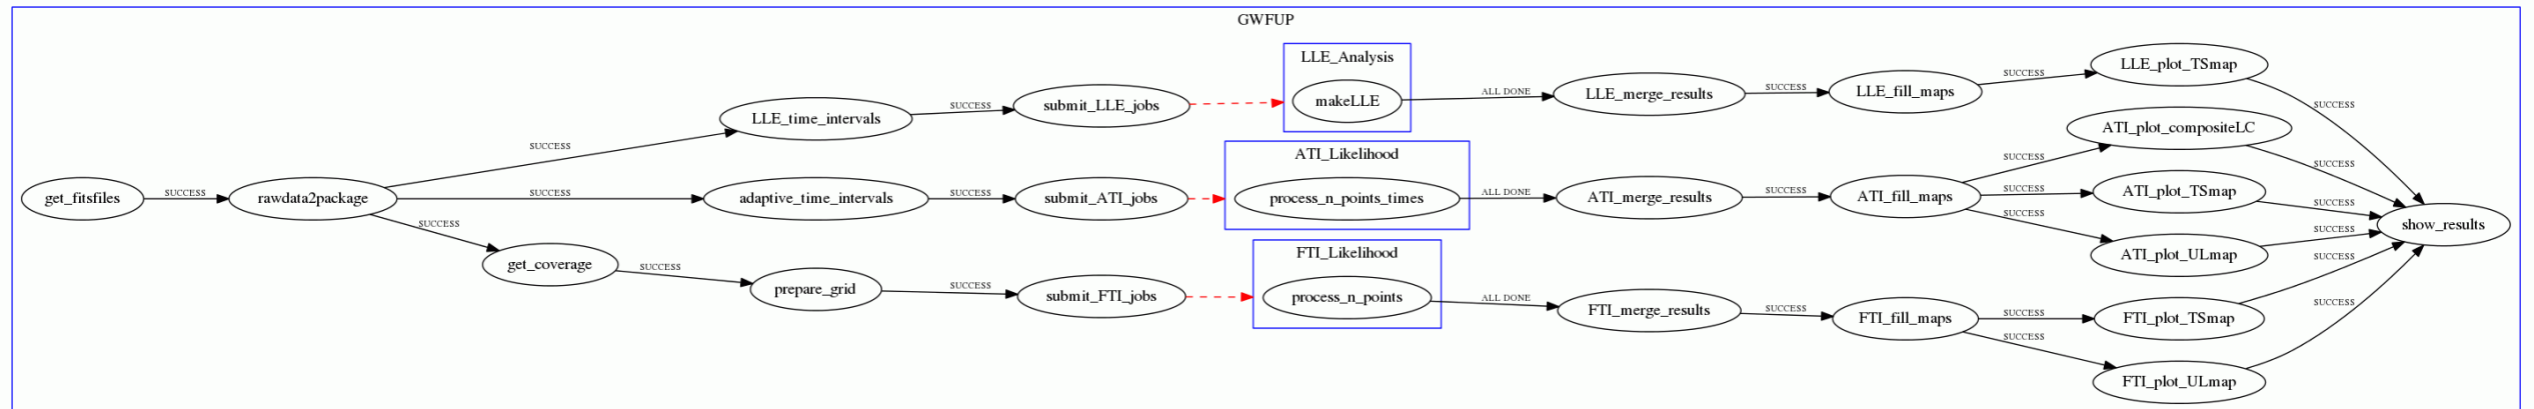 GWFUP
get_fitsfiles
SUCCESS
rawdata2package
SUCCESS
LLE_time_intervals
SUCCESS
submit_LLE_jobs
LLE_Analysis
makeLLE
ALL DONE
LLE_merge_results
SUCCESS
LLE_fill_maps
SUCCESS
LLE_plot_TSmap
SUCCESS
SUCCESS
adaptive_time_intervals
SUCCESS
submit_ATI_jobs
ATI_Likelihood
process_n_points_times
ALL DONE
ATI_merge_results
SUCCESS
ATI_fill_maps
SUCCESS
ATI_plot_compositeLC
SUCCESS
SUCCESS
ATI_plot_TSmap
SUCCESS
SUCCESS
ATI_plot_ULmap
SUCCESS
SUCCESS
get_coverage
SUCCESS
prepare_grid
SUCCESS
submit_FTI_jobs
FTI_Likelihood
process_n_points
ALL DONE
FTI_merge_results
SUCCESS
FTI_fill_maps
SUCCESS
FTI_plot_TSmap
SUCCESS
SUCCESS
FTI_plot_ULmap
SUCCESS
show_results